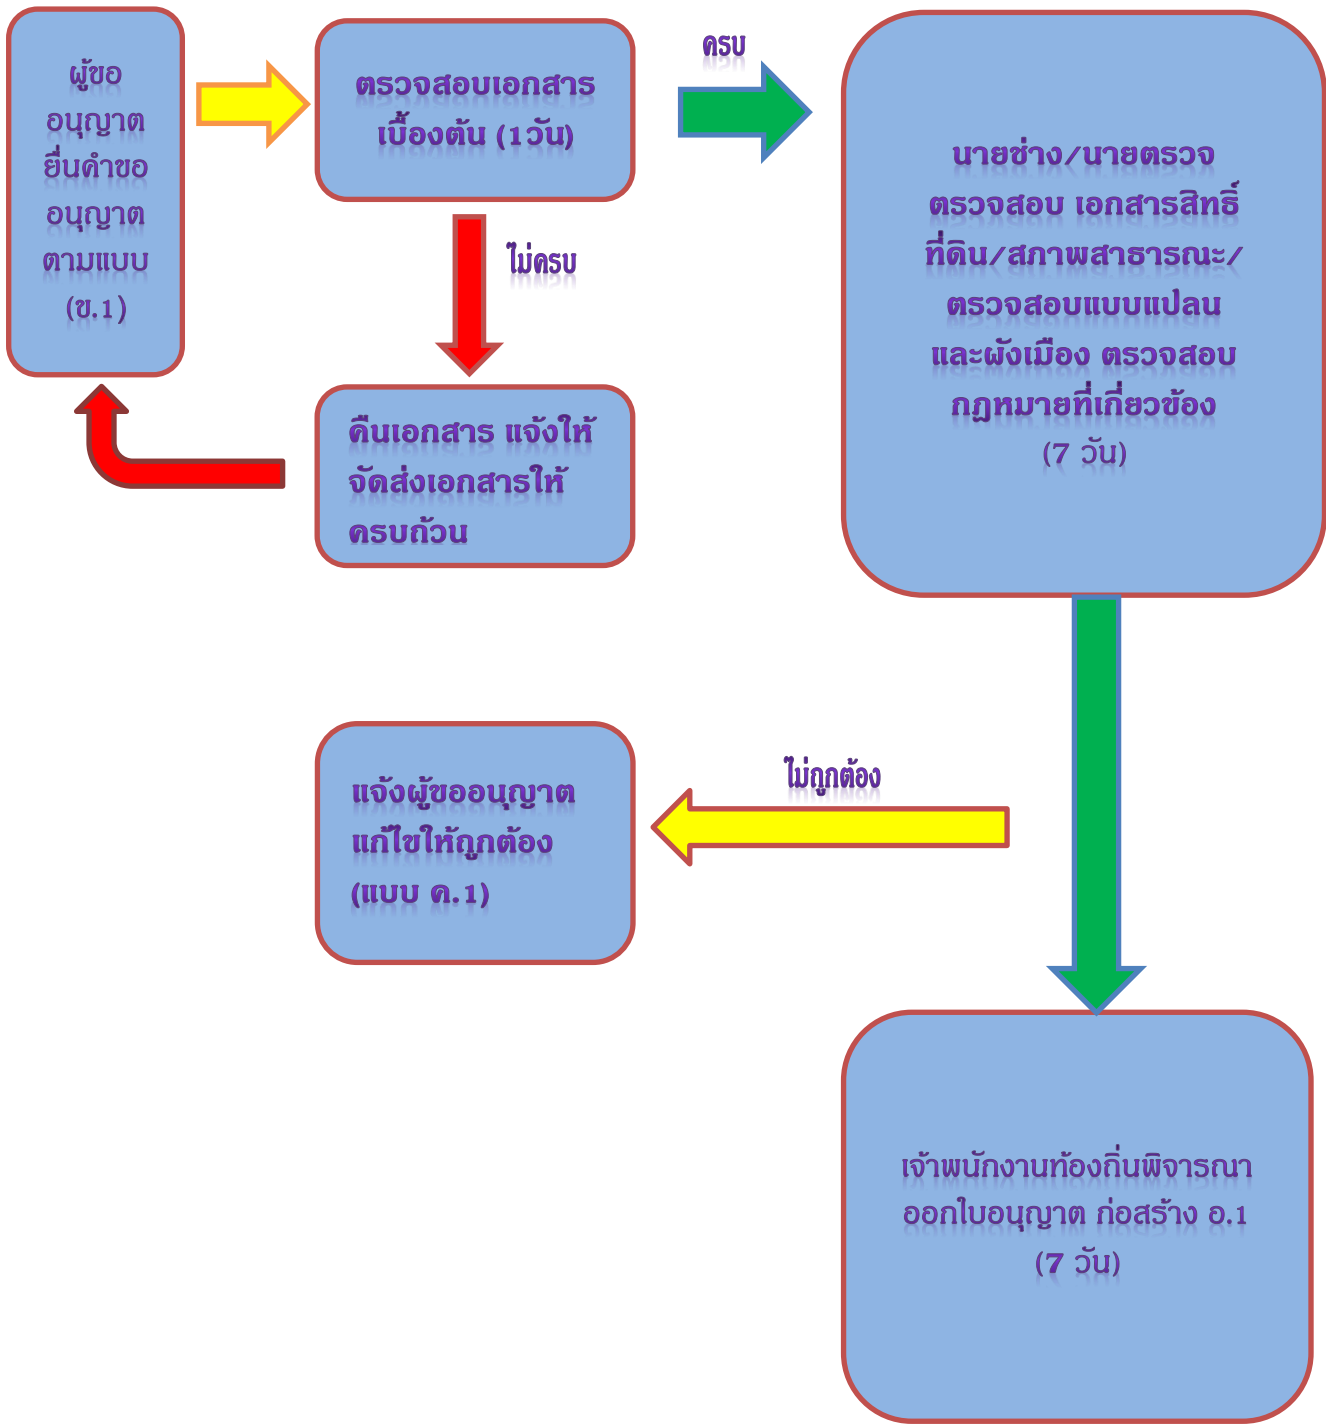 ผู้ขอ
อนุญาต
ยื่นคำขอ
อนุญาต
ตามแบบ
(ข.1)
ตรวจสอบเอกสาร
เบื้องต้น (1วัน)
ครบ
นายช่าง/นายตรวจ
ตรวจสอบ เอกสารสิทธิ์
ที่ดิน/สภาพสาธารณะ/
ตรวจสอบแบบแปลน
และผังเมือง ตรวจสอบ
กฎหมายที่เกี่ยวข้อง
(7 วัน)
ไม่ครบ
คืนเอกสาร แจ้งให้
จัดส่งเอกสารให้
ครบถ้วน
ไม่ถูกต้อง
แจ้งผู้ขออนุญาต
แก้ไขให้ถูกต้อง
(แบบ ค.1)
เจ้าพนักงานท้องถิ่นพิจารณา
ออกใบอนุญาต ก่อสร้าง อ.1
(7 วัน)